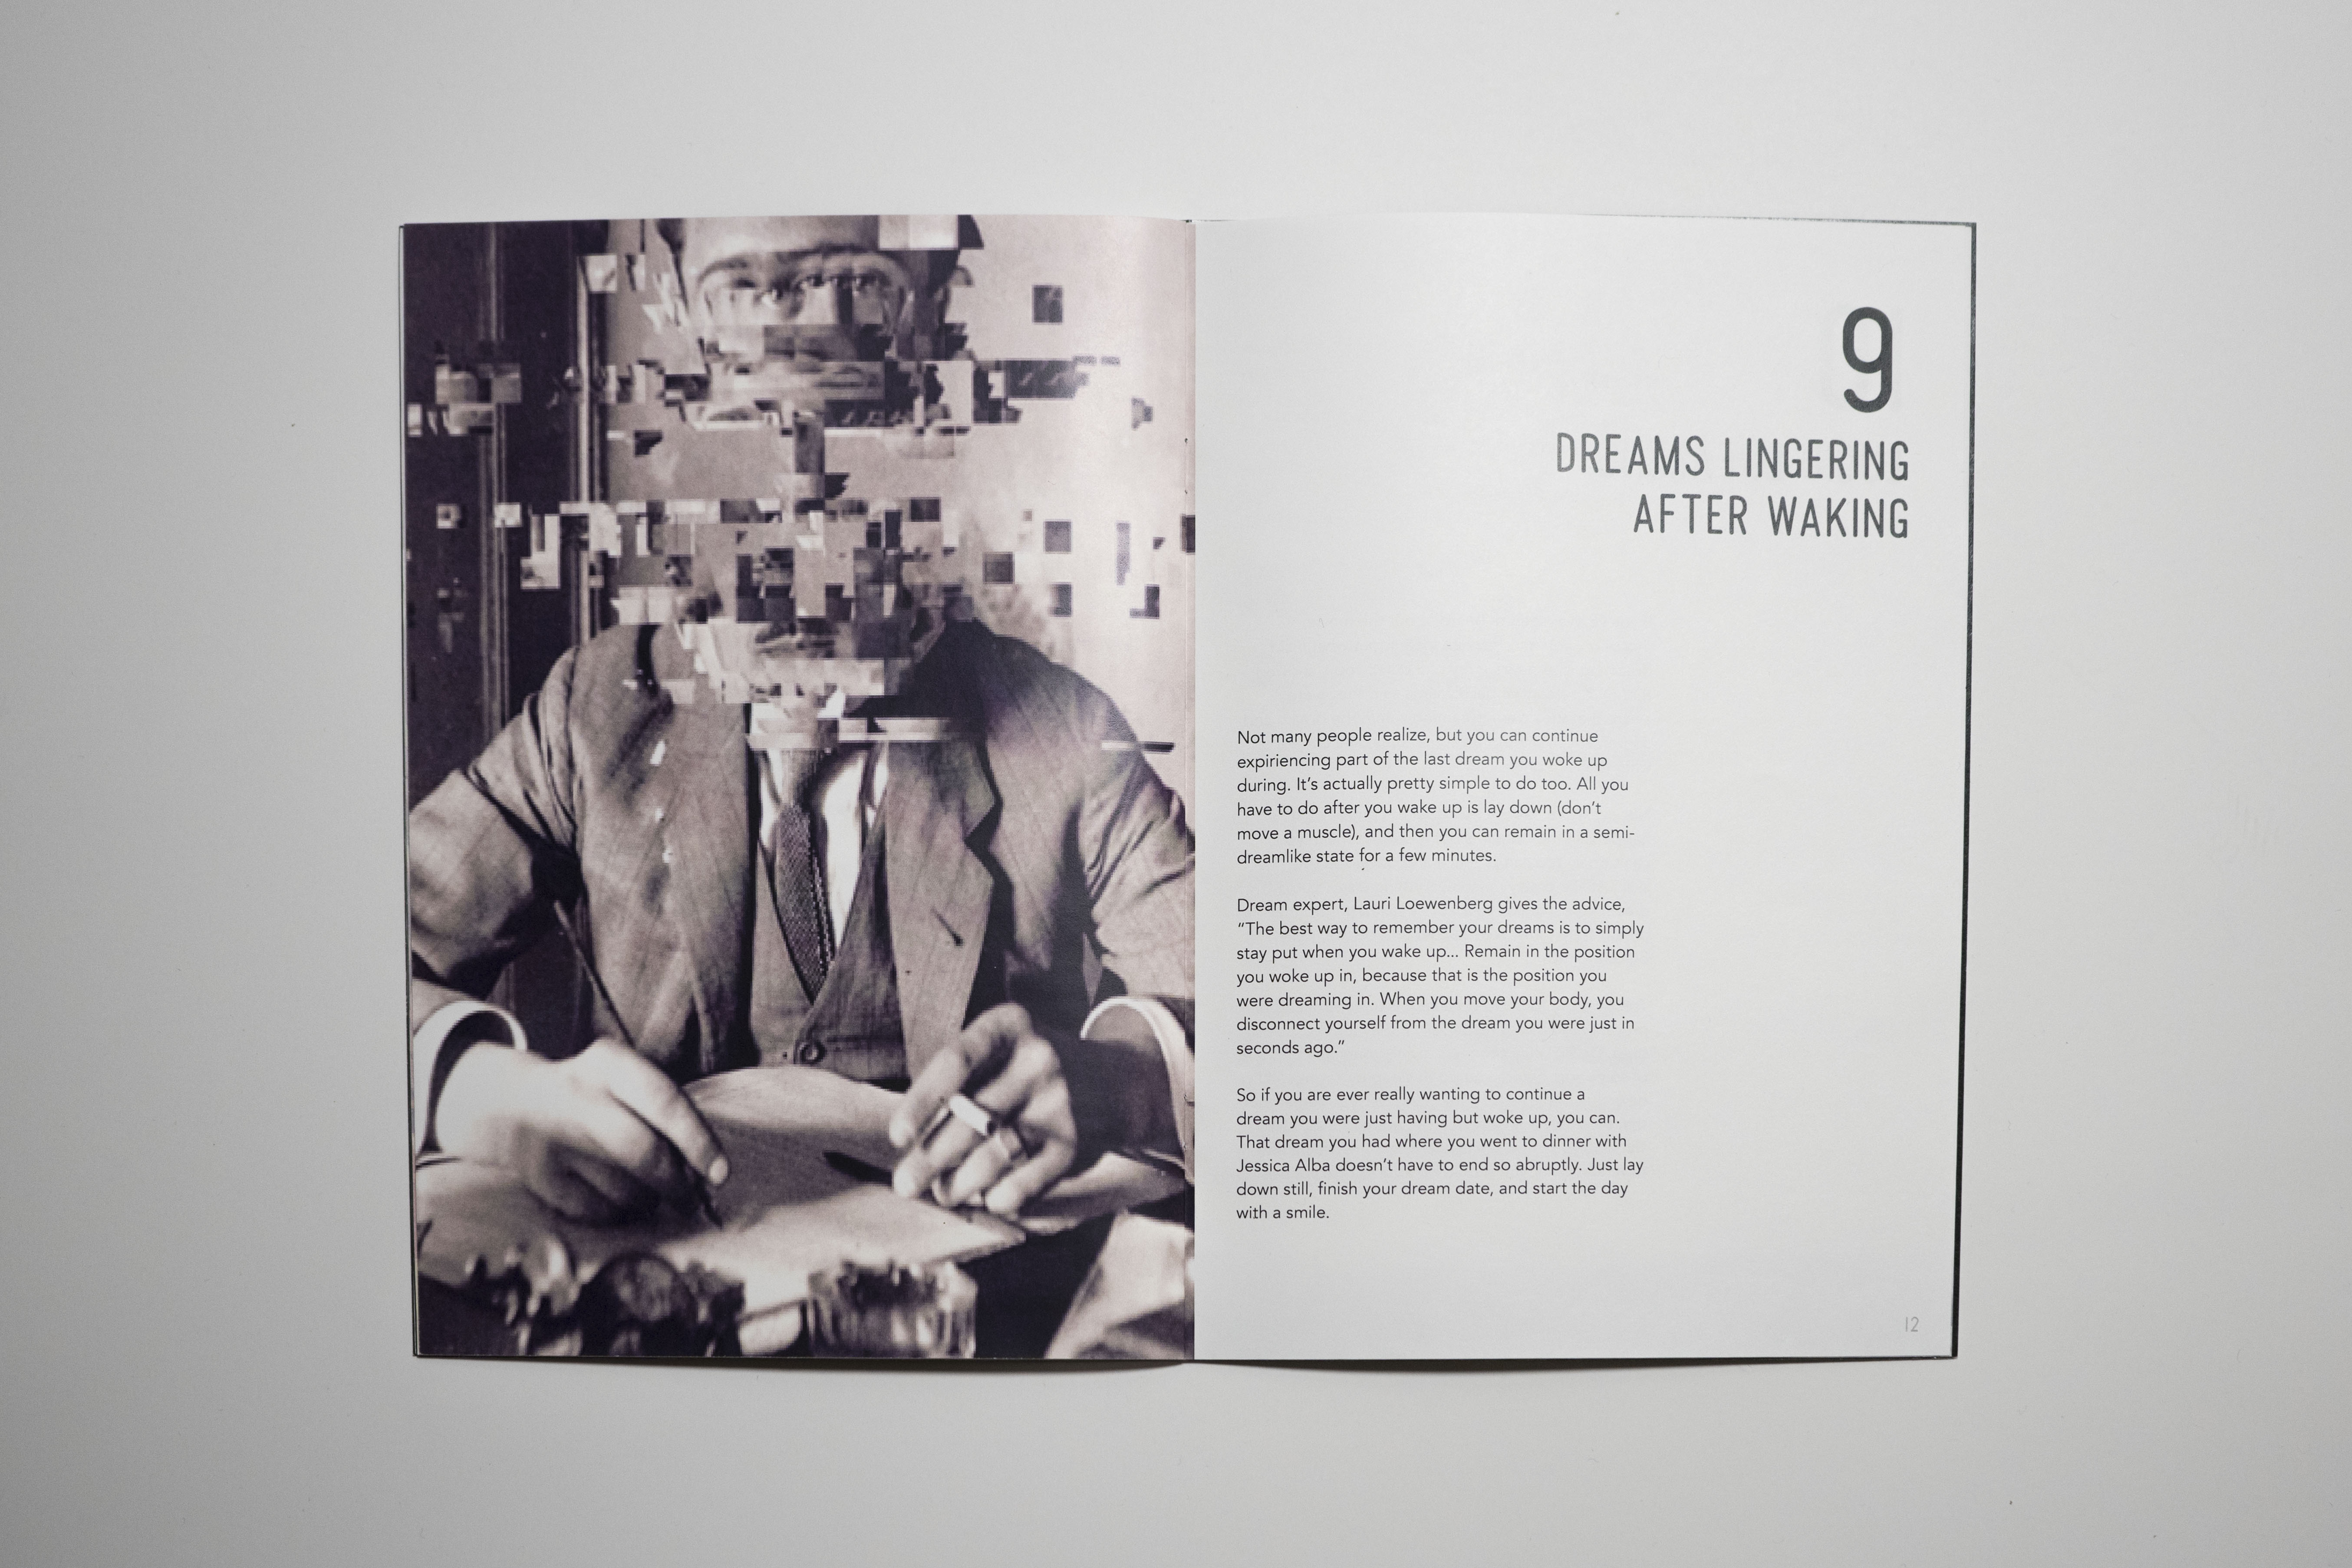 9
DREAMS LINGERING
AFTER WAKING
Not many people realize, but you can continue
expiriencing part of the last dream you woke up
during. It’s actually pretty simple to do too. All you
have to do after you wake up is lay down (don’t
move a muscle), and then you can remain in a semi-
dreamlike state for a few minutes.
Dream expert, Lauri Loewenberg gives the advice,
“The best way to remember your dreams is to simply
stay put when you wake up... Remain in the position
you woke up in, because that is the position you
were dreaming in. When you move your body, you
disconnect yourself from the dream you were just in
seconds ago.”
So if you are ever really wanting to continue a
dream you were just having but woke up, you can.
That dream you had where you went to dinner with
Jessica Alba doesn’t have to end so abruptly. Just lay
down still, finish your dream date, and start the day
with a smile.
12